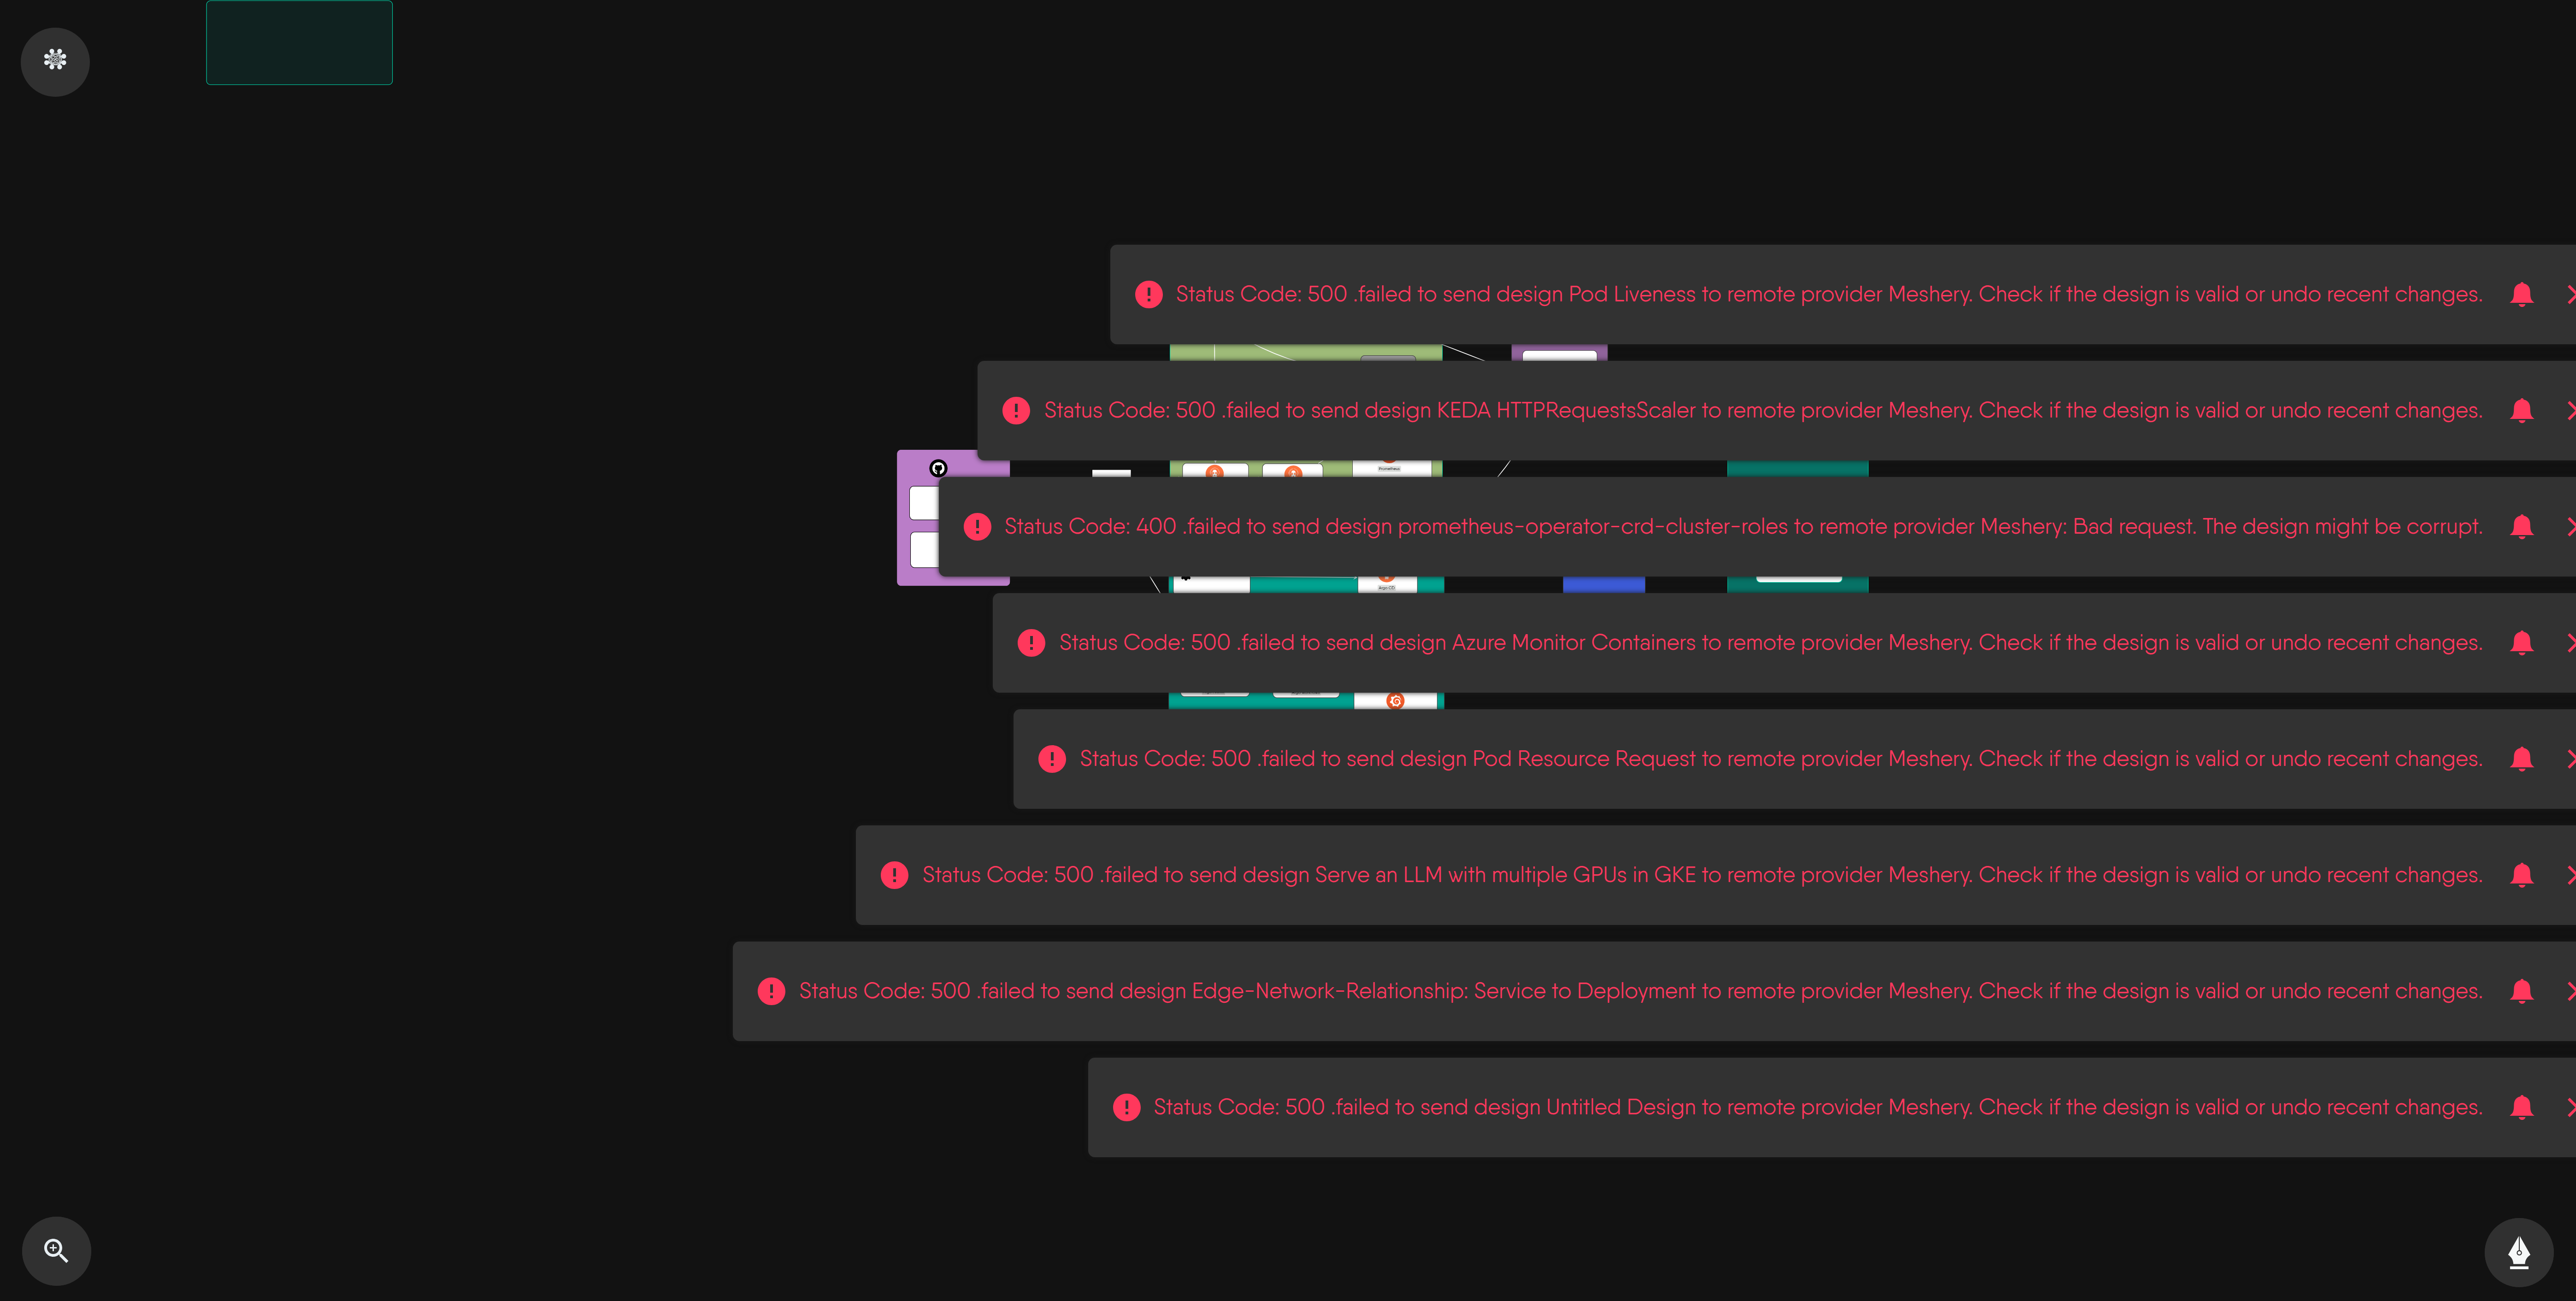 Status Code: 500 .failed to send design Pod Liveness to remote provider Meshery. Check if the design is valid or undo recent changes.
Status Code: 500 .failed to send design KEDA HTTPRequestsScaler to remote provider Meshery. Check if the design is valid or undo recent changes.
Prometheus
Status Code: 400 .failed to send design prometheus-operator-crd-cluster-roles to remote provider Meshery: Bad request. The design might be corrupt.
Argo CD
Status Code: 500 .failed to send design Azure Monitor Containers to remote provider Meshery. Check if the design is valid or undo recent changes.
Status Code: 500 .failed to send design Pod Resource Request to remote provider Meshery. Check if the design is valid or undo recent changes.
Status Code: 500 .failed to send design Serve an LLM with multiple GPUs in GKE to remote provider Meshery. Check if the design is valid or undo recent changes.
Status Code: 500 .failed to send design Edge-Network-Relationship: Service to Deployment to remote provider Meshery. Check if the design is valid or undo recent changes.
Status Code: 500 .failed to send design Untitled Design to remote provider Meshery. Check if the design is valid or undo recent changes.